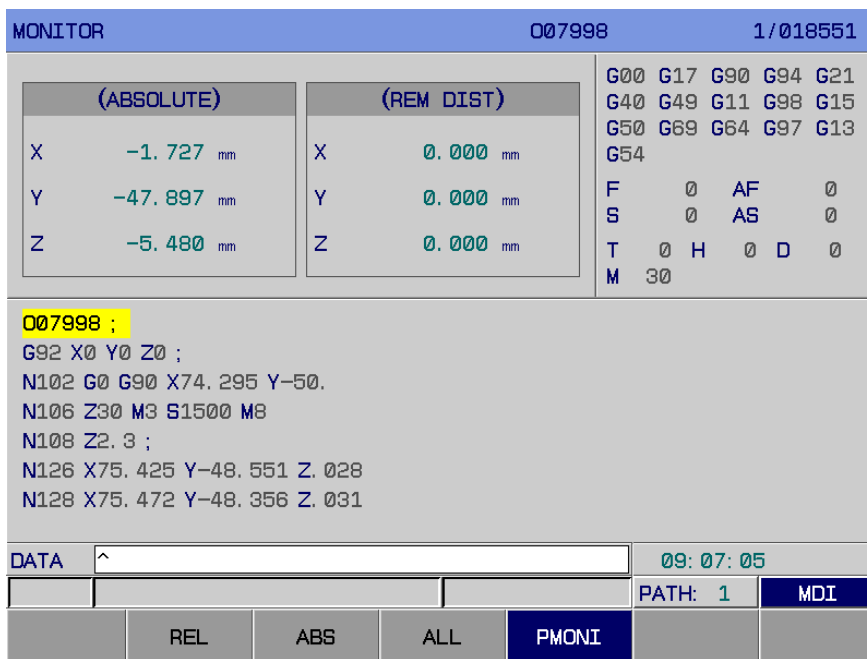 MONITOR O07998 1/018551
(ABSOLUTE)
X -1.727 mm
Y -47.897 mm
Z -5.480 mm
(REM DIST)
X 0.000 mm
Y 0.000 mm
Z 0.000 mm
G00 G17 G90 G94 G21
G40 G49 G11 G98 G15
G50 G69 G64 G97 G13
G54
F 0 AF 0
S 0 AS 0
T 0 H 0 D 0
M 30
O07998 ;
G92 X0 Y0 Z0 ;
N102 G0 G90 X74.295 Y-50.
N106 Z30 M3 S1500 M8
N108 Z2.3 ;
N126 X75.425 Y-48.551 Z.028
N128 X75.472 Y-48.356 Z.031
DATA ^ 09:07:05
PATH: 1 MDI
REL ABS ALL PMONI